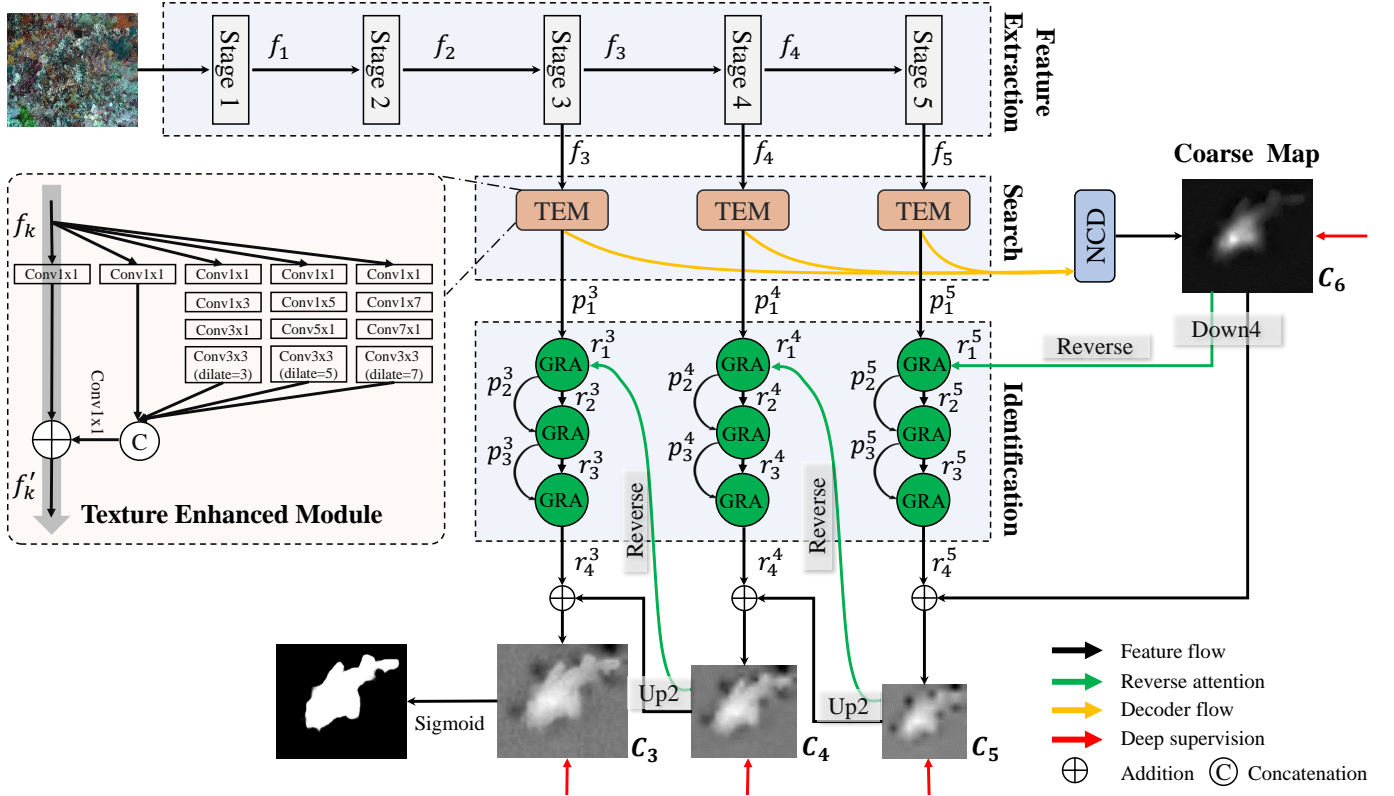 Stage 1
f₁
Stage 2
f₂
Stage 3
f₃
Stage 4
f₄
Stage 5
Feature
Extraction
f₃
f₄
f₅
TEM
TEM
TEM
Search
NCD
Coarse Map
C₆
f_k
Conv1x1
Conv1x1
Conv1x1
Conv1x1
Conv1x1
Conv1x3
Conv1x5
Conv1x7
Conv3x1
Conv5x1
Conv7x1
Conv3x3
(dilate=3)
Conv3x3
(dilate=5)
Conv3x3
(dilate=7)
Conv1x1
C
f′_k
Texture Enhanced Module
p₁³
p₁⁴
p₁⁵
GRA
r₁³
GRA
r₁⁴
GRA
r₁⁵
Reverse
Down4
p₂³
r₂³
p₂⁴
r₂⁴
p₂⁵
r₂⁵
GRA
GRA
GRA
p₃³
r₃³
p₃⁴
r₃⁴
p₃⁵
r₃⁵
GRA
GRA
GRA
Identification
Reverse
Reverse
r₄³
r₄⁴
r₄⁵
Sigmoid
Up2
Up2
C₃
C₄
C₅
Feature flow
Reverse attention
Decoder flow
Deep supervision
Addition
C
Concatenation